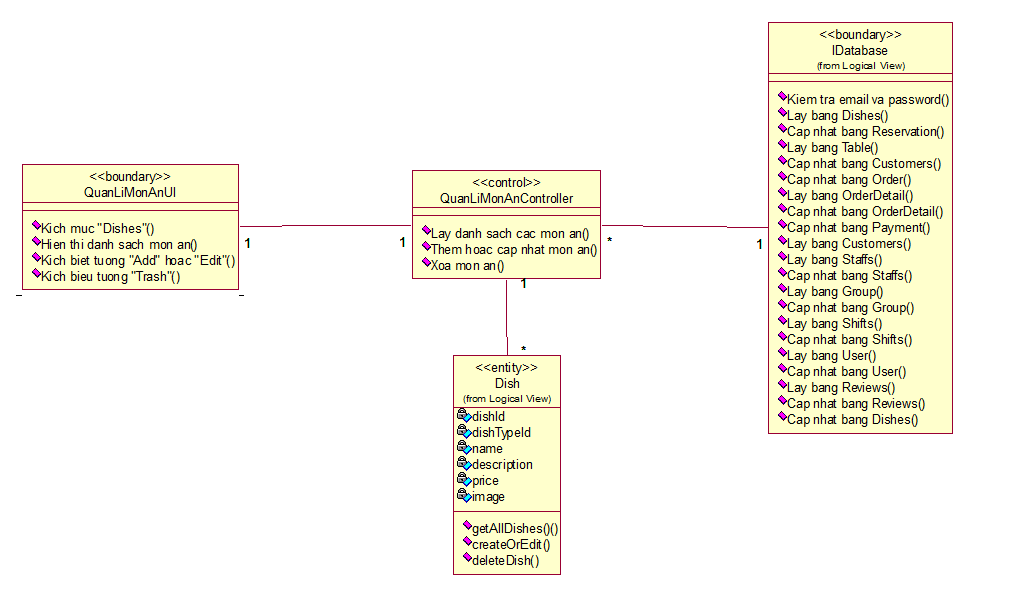 <<boundary>>
QuanLiMonAnUI
Kich muc "Dishes"()
Hien thi danh sach mon an()
Kich biet tuong "Add" hoac "Edit"()
Kich bieu tuong "Trash"()
1
1
<<control>>
QuanLiMonAnController
Lay danh sach cac mon an()
Them hoac cap nhat mon an()
Xoa mon an()
*
1
1
*
<<entity>>
Dish
(from Logical View)
dishId
dishTypeId
name
description
price
image
getAllDishes()()
createOrEdit()
deleteDish()
<<boundary>>
IDatabase
(from Logical View)
Kiem tra email va password()
Lay bang Dishes()
Cap nhat bang Reservation()
Lay bang Table()
Cap nhat bang Customers()
Cap nhat bang Order()
Lay bang OrderDetail()
Cap nhat bang OrderDetail()
Cap nhat bang Payment()
Lay bang Customers()
Lay bang Staffs()
Cap nhat bang Staffs()
Lay bang Group()
Cap nhat bang Group()
Lay bang Shifts()
Cap nhat bang Shifts()
Lay bang User()
Cap nhat bang User()
Lay bang Reviews()
Cap nhat bang Reviews()
Cap nhat bang Dishes()